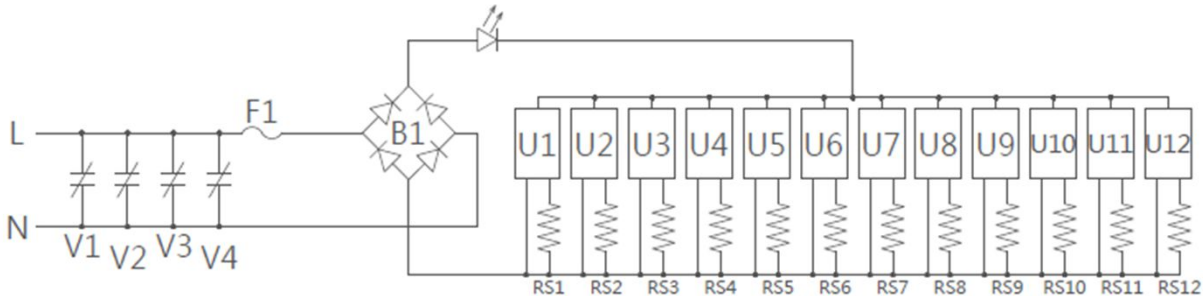 F1
L
B1
U1 U2 U3 U4 U5 U6 U7 U8 U9 U10 U11 U12
N
V1 V2 V3 V4
RS1 RS2 RS3 RS4 RS5 RS6 RS7 RS8 RS9 RS10 RS11 RS12